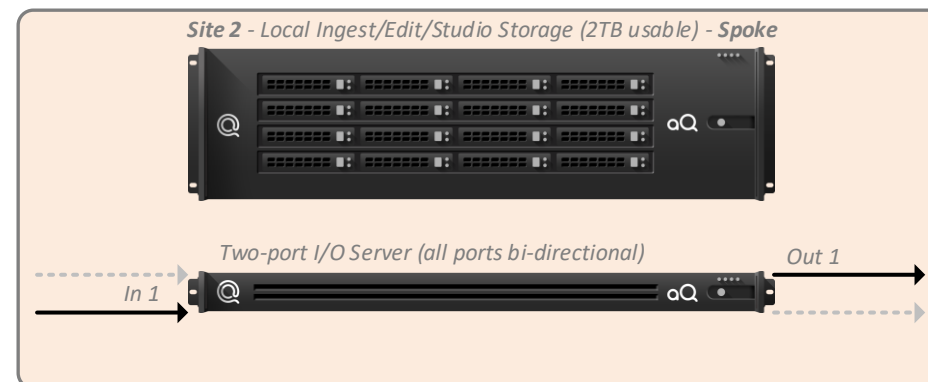 Site 2 - Local Ingest/Edit/Studio Storage (2TB usable) - Spoke
aQ
Two-port I/O Server (all ports bi-directional)
Out 1
In 1
aQ